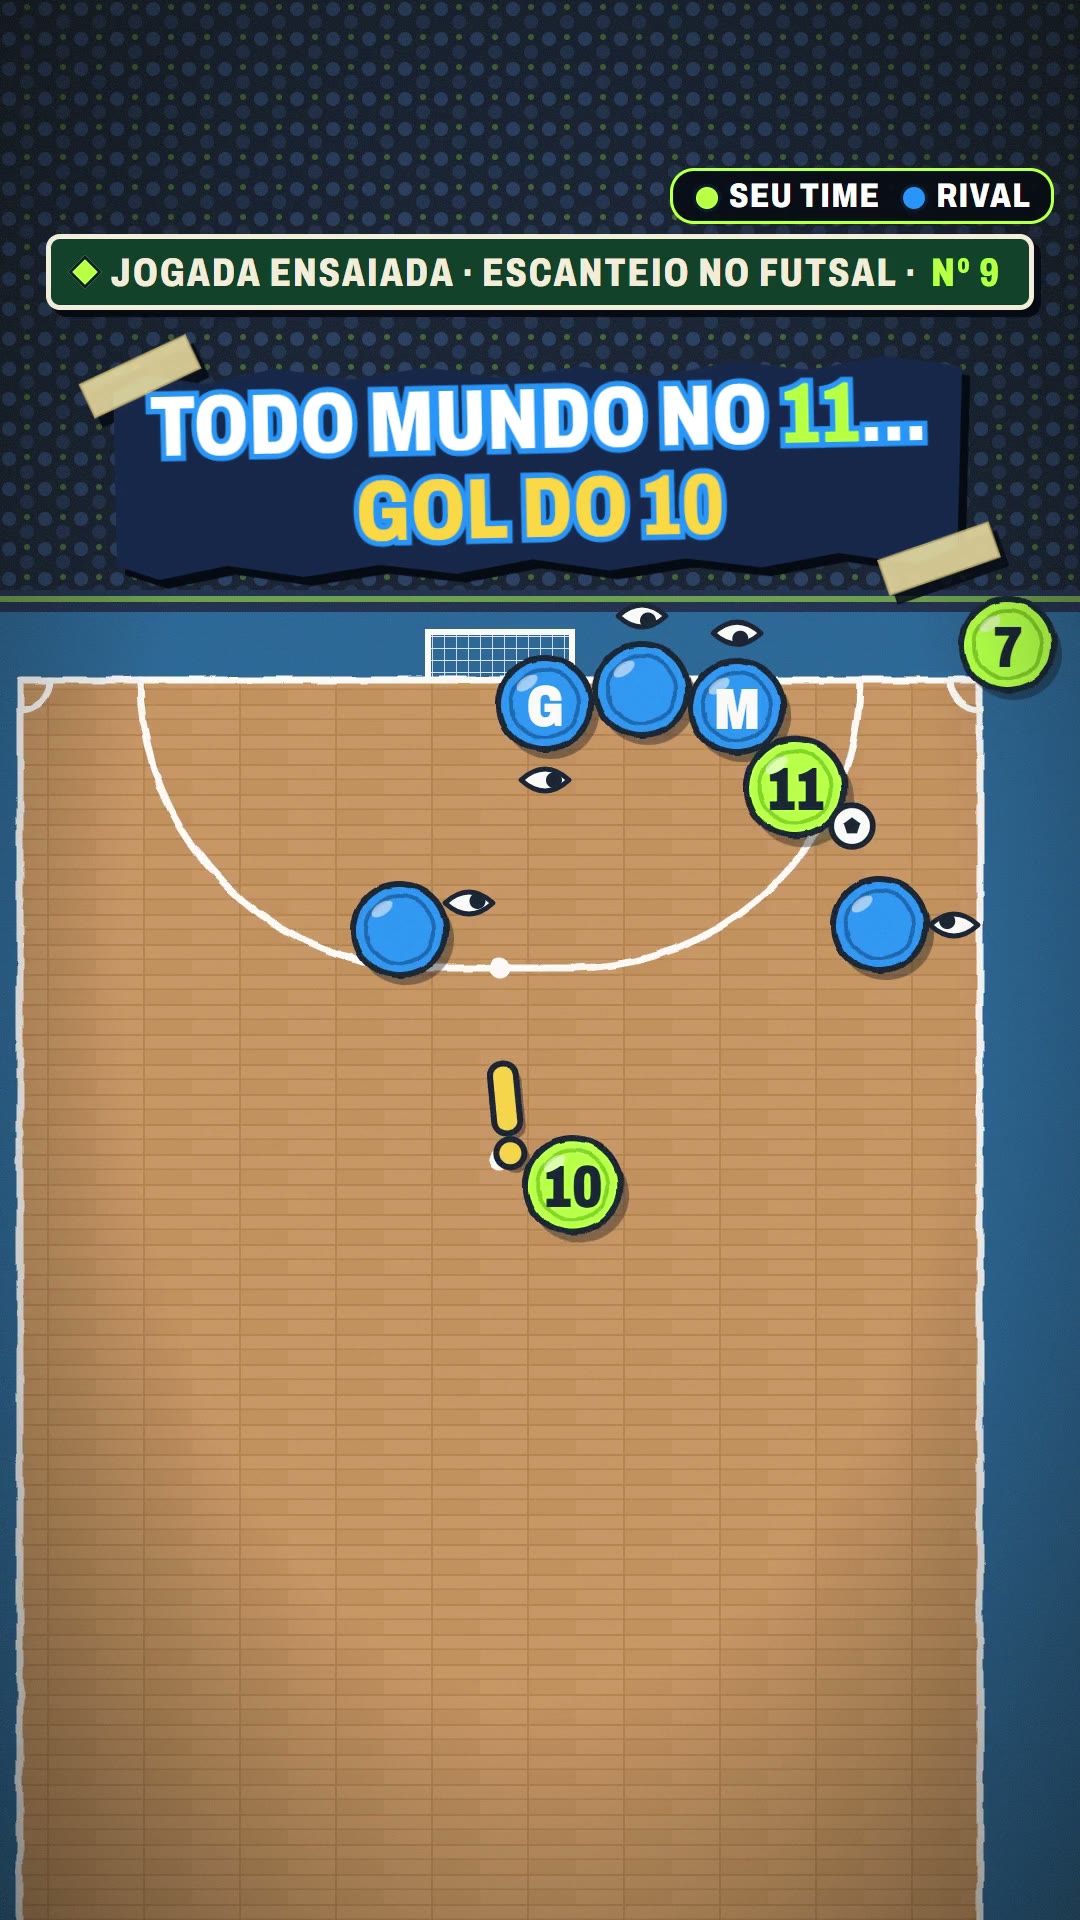 SEU TIME RIVAL
JOGADA ENSAIADA · ESCANTEIO NO FUTSAL · Nº 9
TODO MUNDO NO 11...
GOL DO 10
7
G
M
11
10